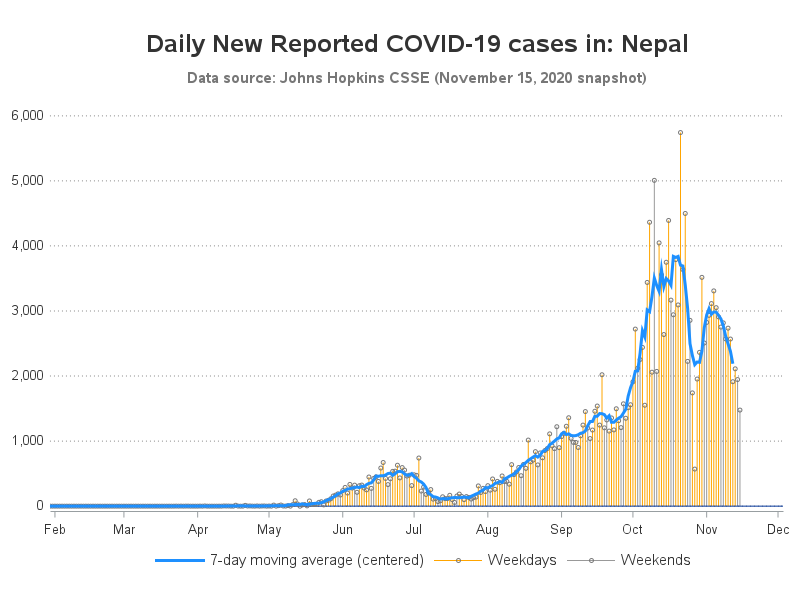 Daily New Reported COVID-19 cases in: Nepal
Data source: Johns Hopkins CSSE (November 15, 2020 snapshot)
6,000
5,000
4,000
3,000
2,000
1,000
0
Feb Mar Apr May Jun Jul Aug Sep Oct Nov Dec
7-day moving average (centered) Weekdays Weekends